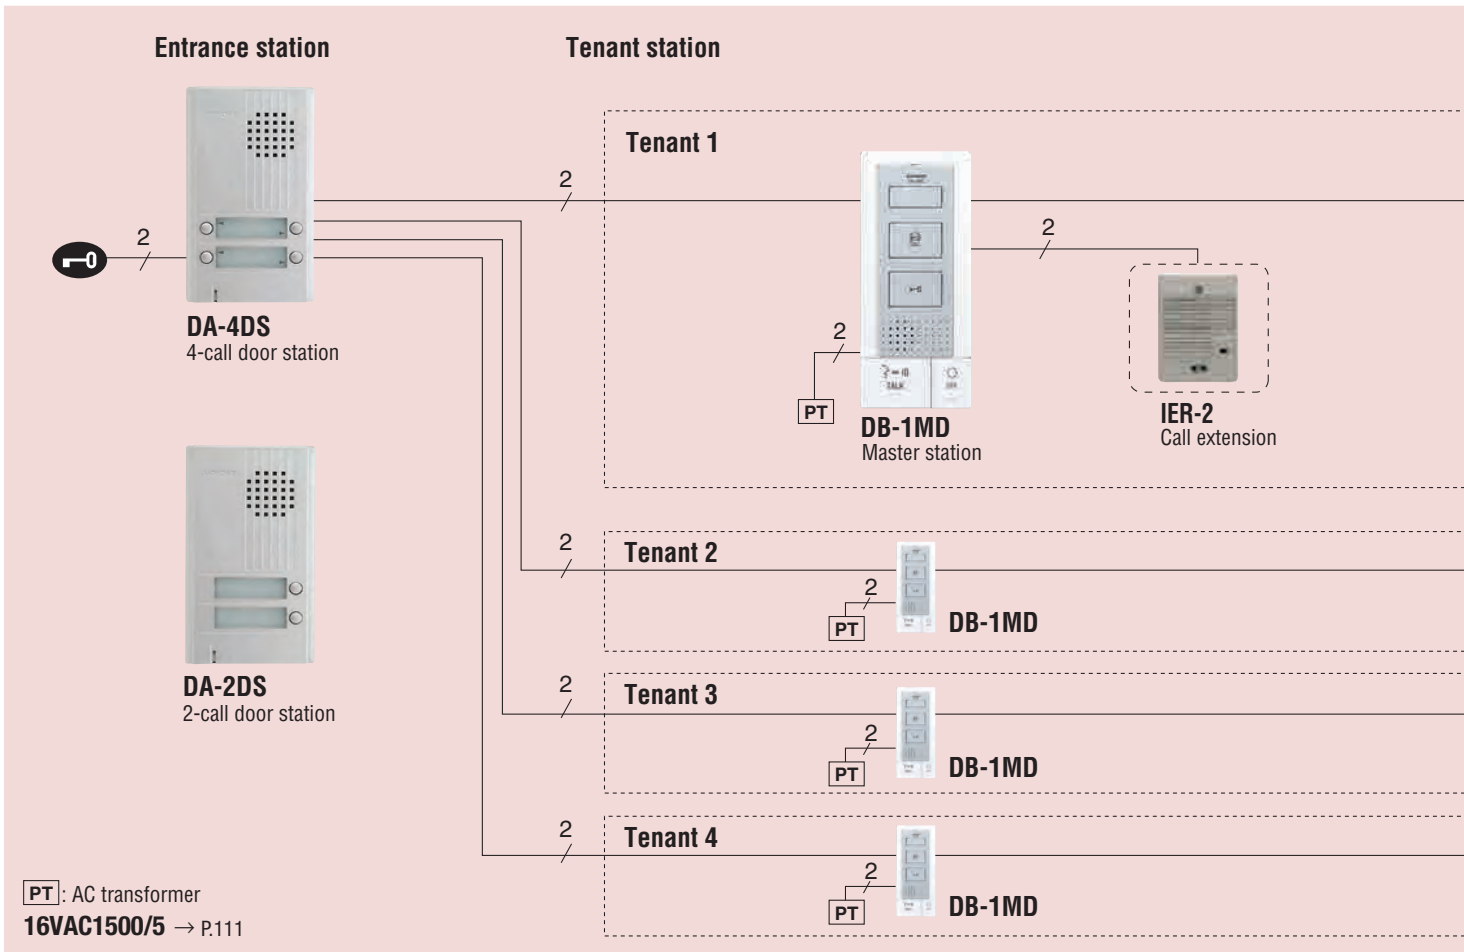 Entrance station
Tenant station
Tenant 1
2
2
2
DA-4DS
4-call door station
2
PT
TALK
DB-1MD
Master station
IER-2
Call extension
2
Tenant 2
2
PT
DB-1MD
DA-2DS
2-call door station
2
Tenant 3
2
PT
DB-1MD
2
Tenant 4
2
PT
DB-1MD
PT : AC transformer
16VAC1500/5 → P.111